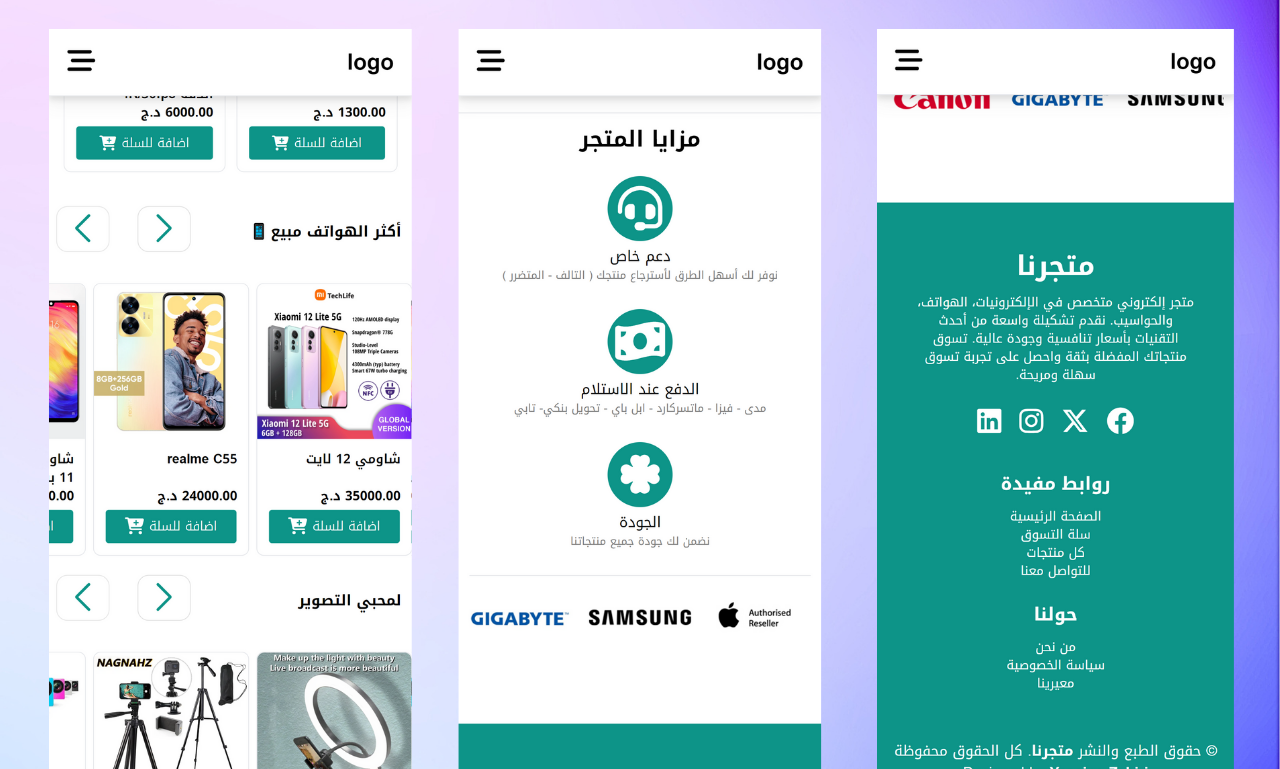 logo
6000.00 د.ج
1300.00 د.ج
اضافة للسلة
اضافة للسلة
أكثر الهواتف مبيع
TechLife
Xiaomi 12 Lite 5G
120Hz AMOLED display
Snapdragon® 778G
Studio-Level
108MP Triple Cameras
4300mAh (typ) battery
Smart 67W turbo charging
NFC
Xiaomi 12 Lite 5G
6GB + 128GB
GLOBAL
VERSION
شاومي 12 لايت
35000.00 د.ج
اضافة للسلة
8GB+256GB
Gold
realme C55
24000.00 د.ج
اضافة للسلة
11
لمحبي التصوير
Make up the light with beauty
Live broadcast is more beautiful
NAGNAHZ
logo
مزايا المتجر
دعم خاص
نوفر لك أسهل الطرق لأسترجاع منتجك ( التالف - المتضرر )
الدفع عند الاستلام
مدى - فيزا - ماتسركارد - ابل باي - تحويل بنكي- تابي
الجودة
نضمن لك جودة جميع منتجاتنا
GIGABYTE™
SAMSUNG
Authorised
Reseller
logo
Canon
GIGABYTE
SAMSUNG
متجرنا
متجر إلكتروني متخصص في الإلكترونيات، الهواتف،
والحواسيب. نقدم تشكيلة واسعة من أحدث
التقنيات بأسعار تنافسية وجودة عالية. تسوق
منتجاتك المفضلة بثقة واحصل على تجربة تسوق
سهلة ومريحة.
روابط مفيدة
الصفحة الرئيسية
سلة التسوق
كل منتجات
للتواصل معنا
حولنا
من نحن
سياسة الخصوصية
معيرينا
© حقوق الطبع والنشر متجرنا. كل الحقوق محفوظة